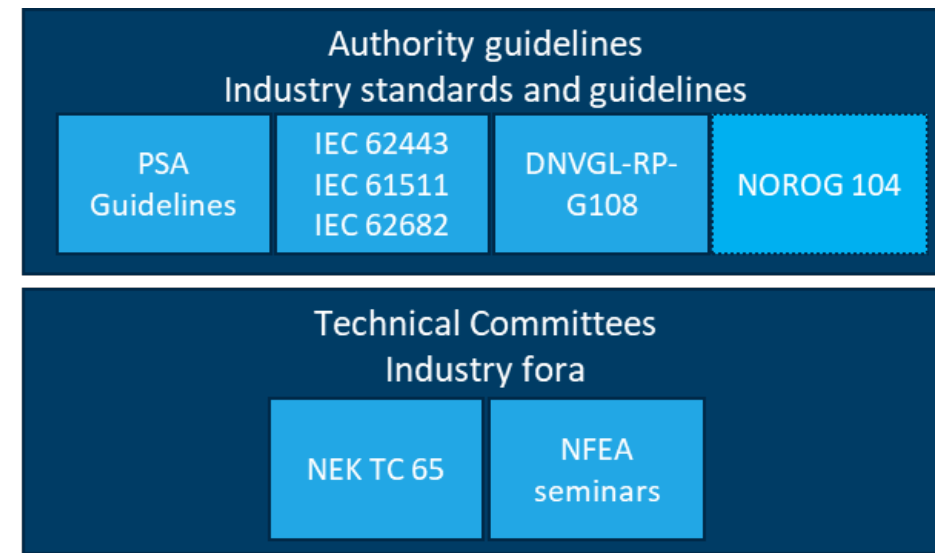 Authority guidelines
Industry standards and guidelines
PSA
Guidelines
IEC 62443
IEC 61511
IEC 62682
DNVGL-RP-
G108
NOROG 104
Technical Committees
Industry fora
NEK TC 65
NFEA
seminars